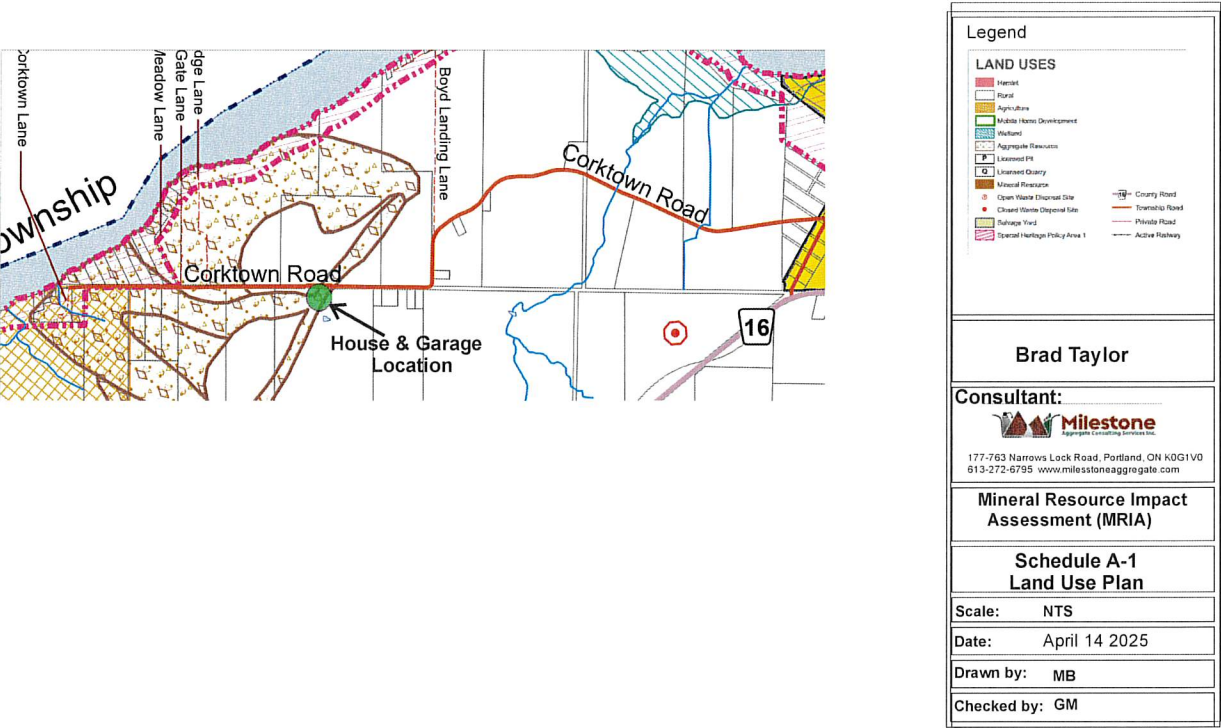 Corktown Lane
Meadow Lane
Gate Lane
dge Lane
Boyd Landing Lane
ownship
Corktown Road
Corktown Road
House & Garage
Location
16
Legend
LAND USES
Hamlet
Rural
Agriculture
Mobile Home Development
Wetland
Aggregate Resource
P Licensed Pit
Q Licensed Quarry
Mineral Resource
Open Waste Disposal Site
Closed Waste Disposal Site
Salvage Yard
Special Heritage Policy Area 1
County Road
Township Road
Private Road
Active Railway
Brad Taylor
Consultant:
Milestone
Aggregate Consulting Services Inc.
177-763 Narrows Lock Road, Portland, ON K0G1V0
613-272-6795 www.milesstoneaggregate.com
Mineral Resource Impact
Assessment (MRIA)
Schedule A-1
Land Use Plan
Scale: NTS
Date: April 14 2025
Drawn by: MB
Checked by: GM